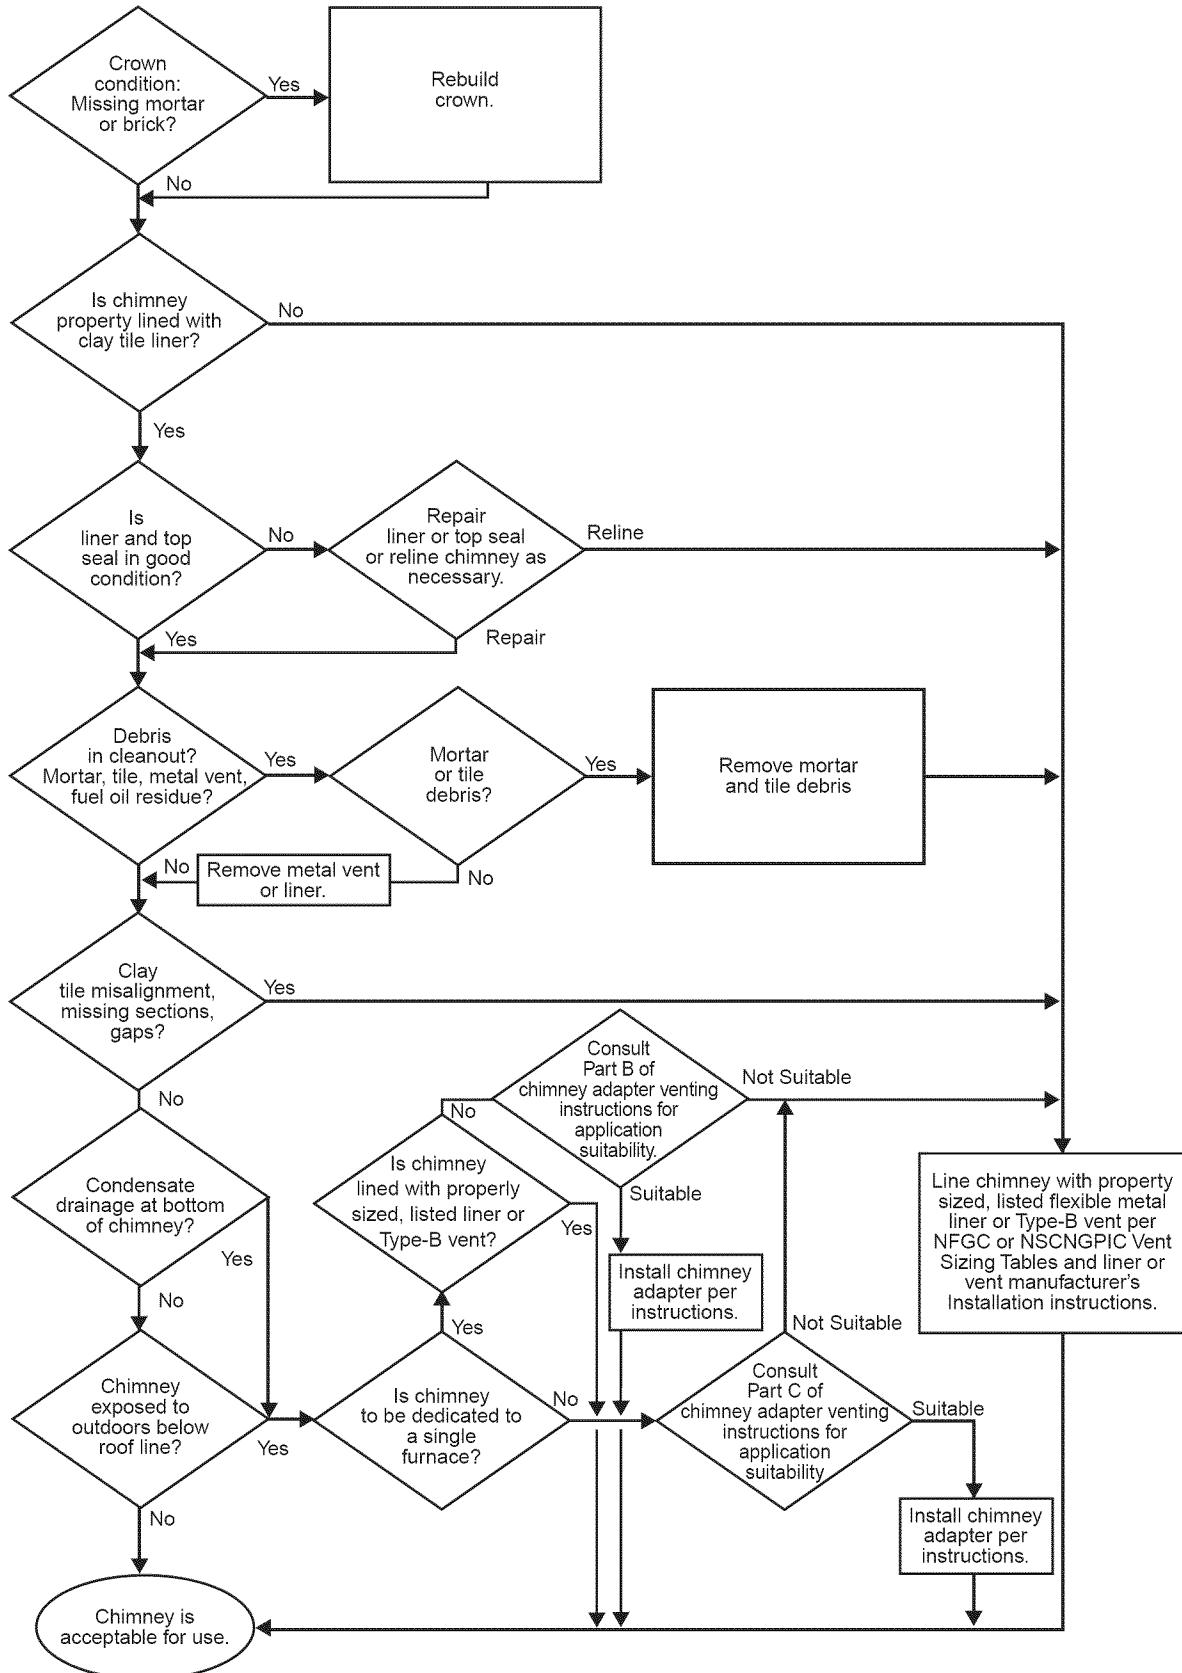 Crown
condition:
Missing mortar
or brick?
Yes
Rebuild
crown.
No
Is chimney
property lined with
clay tile liner?
No
Yes
Is
liner and top
seal in good
condition?
No
Repair
liner or top seal
or reline chimney as
necessary.
Reline
Yes
Repair
Debris
in cleanout?
Mortar, tile, metal vent,
fuel oil residue?
Yes
Mortar
or tile
debris?
Yes
Remove mortar
and tile debris
No
Remove metal vent
or liner.
No
Clay
tile misalignment,
missing sections,
gaps?
Yes
No
Consult
Part B of
chimney adapter venting
instructions for
application
suitability.
Not Suitable
No
Suitable
Condensate
drainage at bottom
of chimney?
Yes
No
Is chimney
lined with properly
sized, listed liner or
Type-B vent?
Yes
Yes
Install chimney
adapter per
instructions.
Line chimney with property
sized, listed flexible metal
liner or Type-B vent per
NFGC or NSCNGPIC Vent
Sizing Tables and liner or
vent manufacturer's
Installation instructions.
Not Suitable
Chimney
exposed to
outdoors below
roof line?
Yes
No
Is chimney
to be dedicated to
a single
furnace?
No
Consult
Part C of
chimney adapter venting
instructions for
application
suitability
Suitable
Install chimney
adapter per
instructions.
Chimney is
acceptable for use.